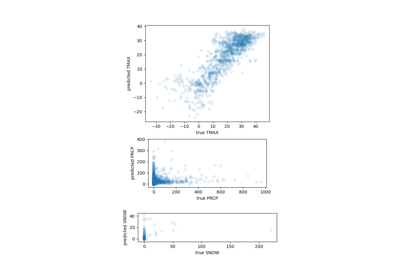 40
30
20
10
0
−10
−20
predicted TMAX
−30 −20 −10 0 10 20 30 40
true TMAX
400
300
200
100
0
predicted PRCP
0 200 400 600 800 1000
true PRCP
40
20
0
predicted SNOW
0 50 100 150 200
true SNOW